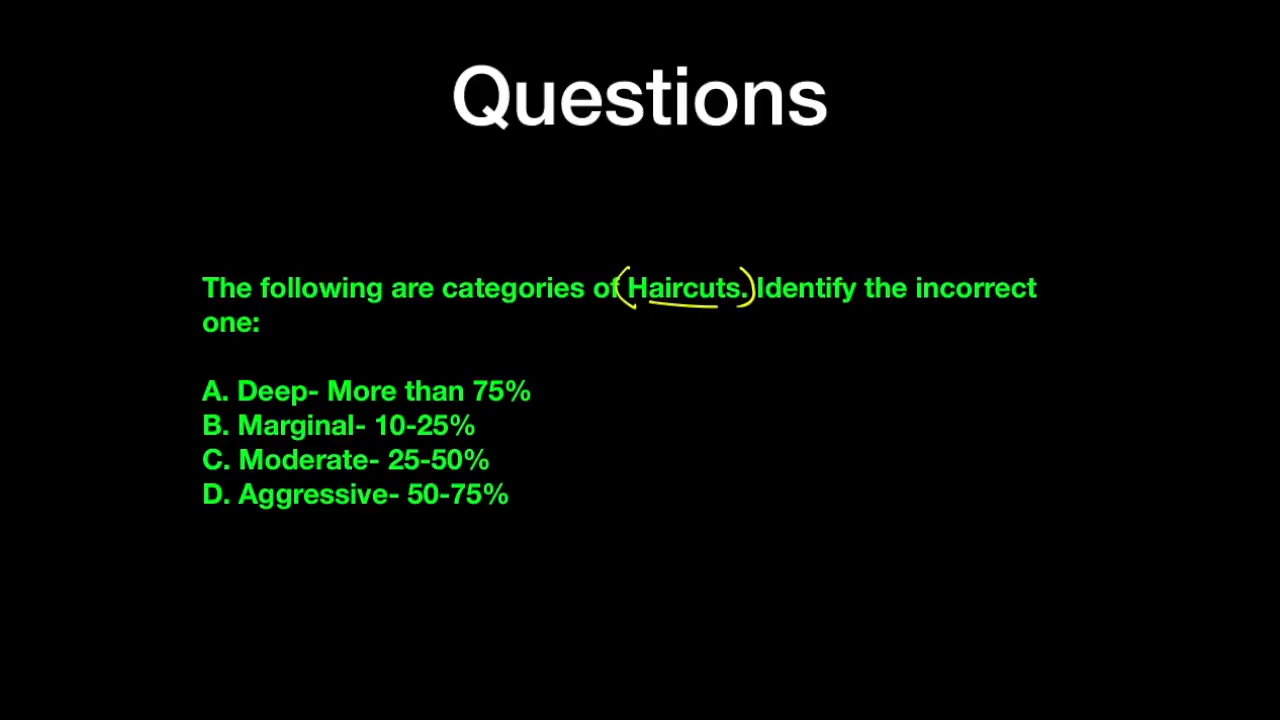 Questions
The following are categories of Haircuts. Identify the incorrect
one:
A. Deep- More than 75%
B. Marginal- 10-25%
C. Moderate- 25-50%
D. Aggressive- 50-75%